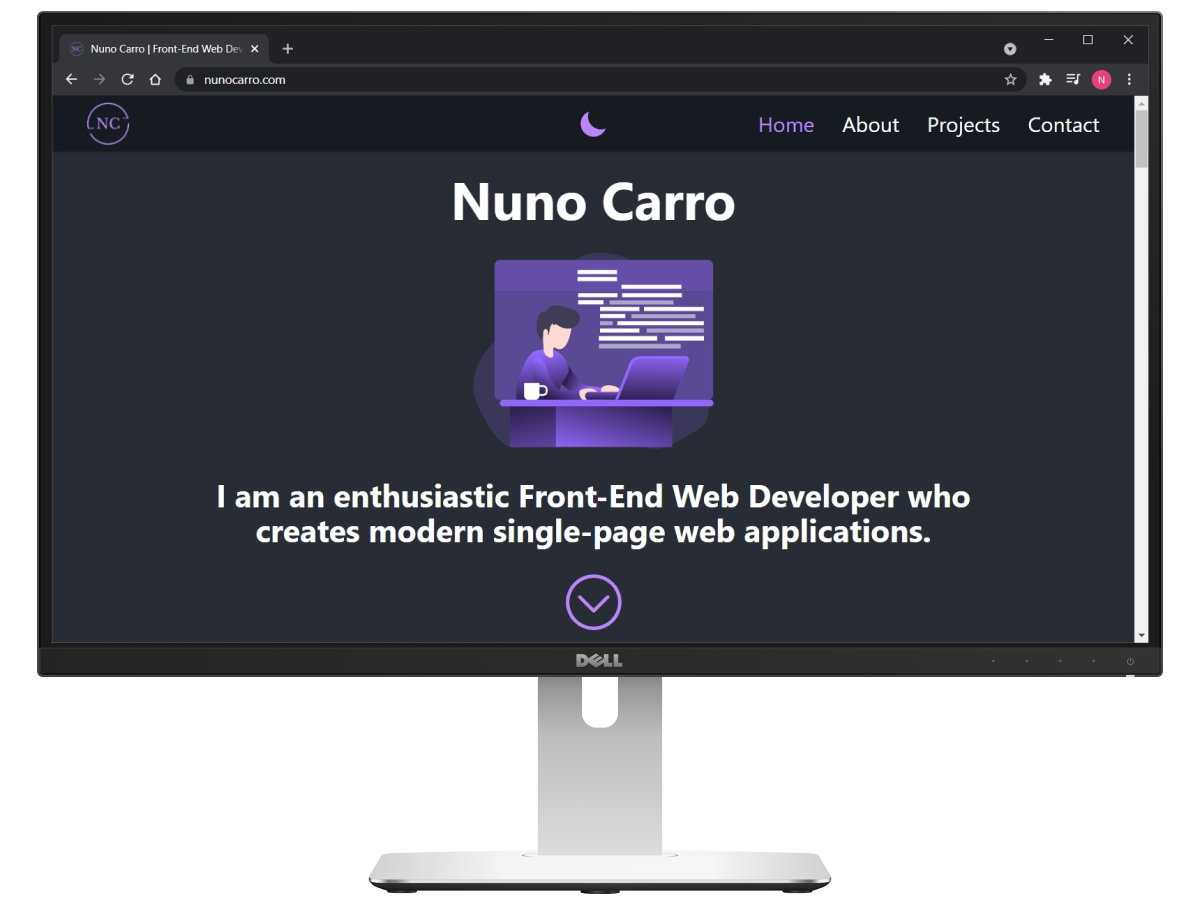 Nuno Carro | Front-End Web Dev
nunocarro.com
N
NC
Home About Projects Contact
Nuno Carro
I am an enthusiastic Front-End Web Developer who
creates modern single-page web applications.
DELL